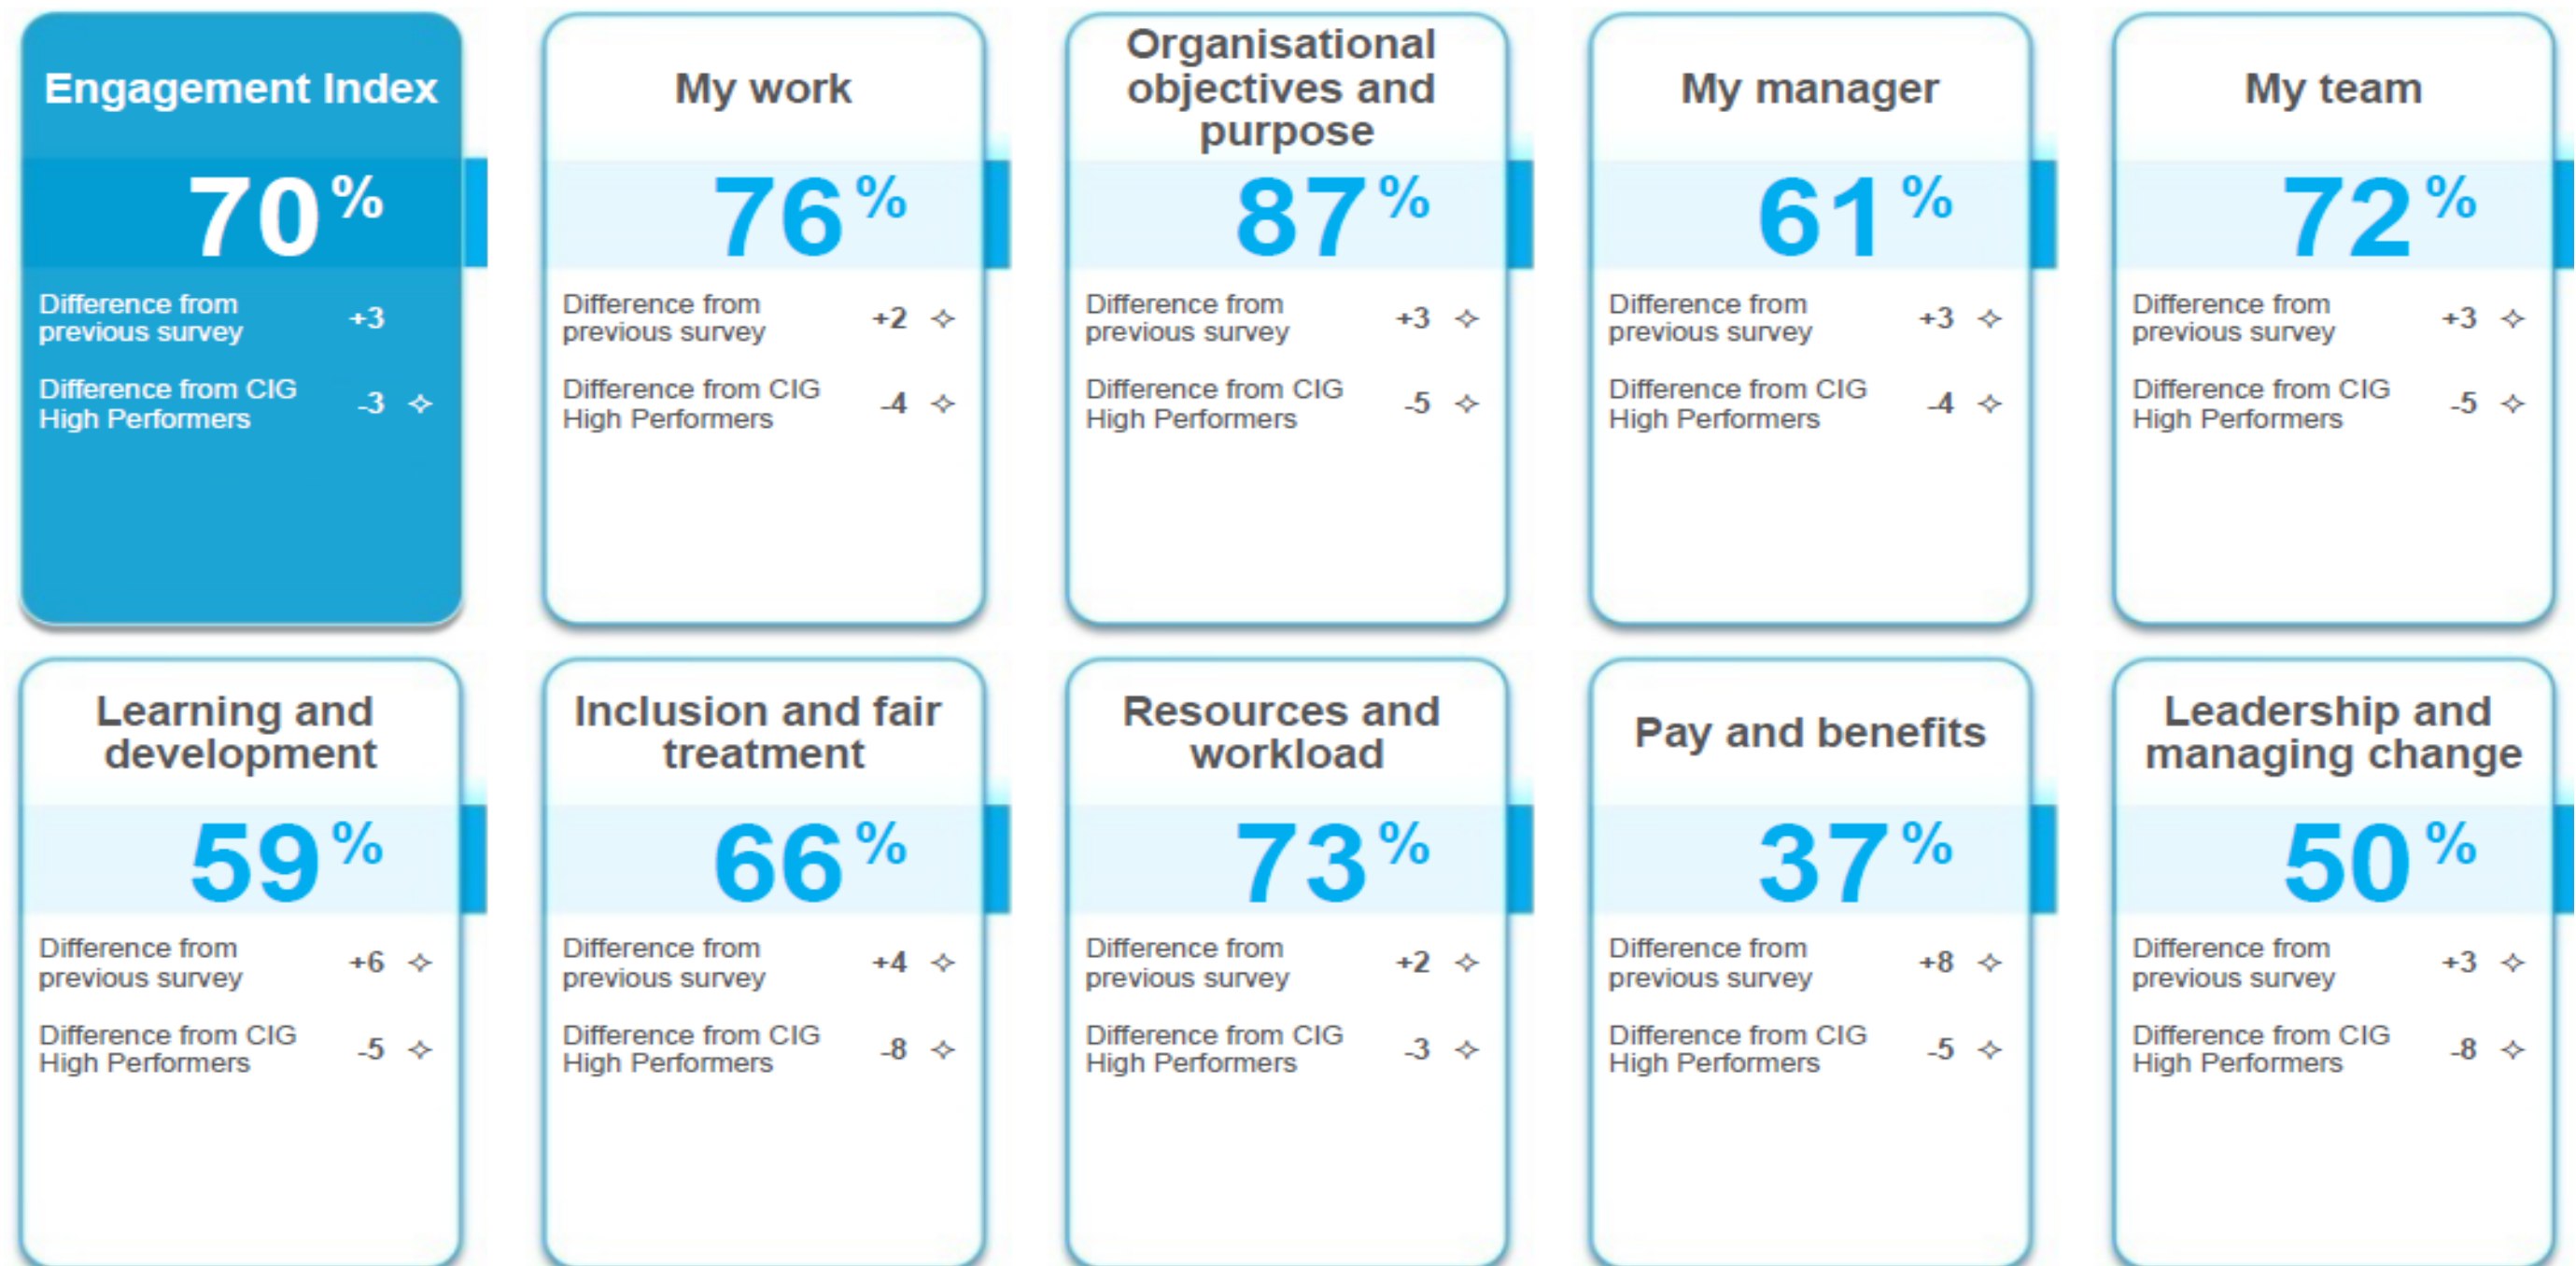 Engagement Index
70%
Difference from
previous survey +3
Difference from CIG
High Performers -3 ✧
My work
76%
Difference from
previous survey +2 ✧
Difference from CIG
High Performers -4 ✧
Organisational
objectives and
purpose
87%
Difference from
previous survey +3 ✧
Difference from CIG
High Performers -5 ✧
My manager
61%
Difference from
previous survey +3 ✧
Difference from CIG
High Performers -4 ✧
My team
72%
Difference from
previous survey +3 ✧
Difference from CIG
High Performers -5 ✧
Learning and
development
59%
Difference from
previous survey +6 ✧
Difference from CIG
High Performers -5 ✧
Inclusion and fair
treatment
66%
Difference from
previous survey +4 ✧
Difference from CIG
High Performers -8 ✧
Resources and
workload
73%
Difference from
previous survey +2 ✧
Difference from CIG
High Performers -3 ✧
Pay and benefits
37%
Difference from
previous survey +8 ✧
Difference from CIG
High Performers -5 ✧
Leadership and
managing change
50%
Difference from
previous survey +3 ✧
Difference from CIG
High Performers -8 ✧